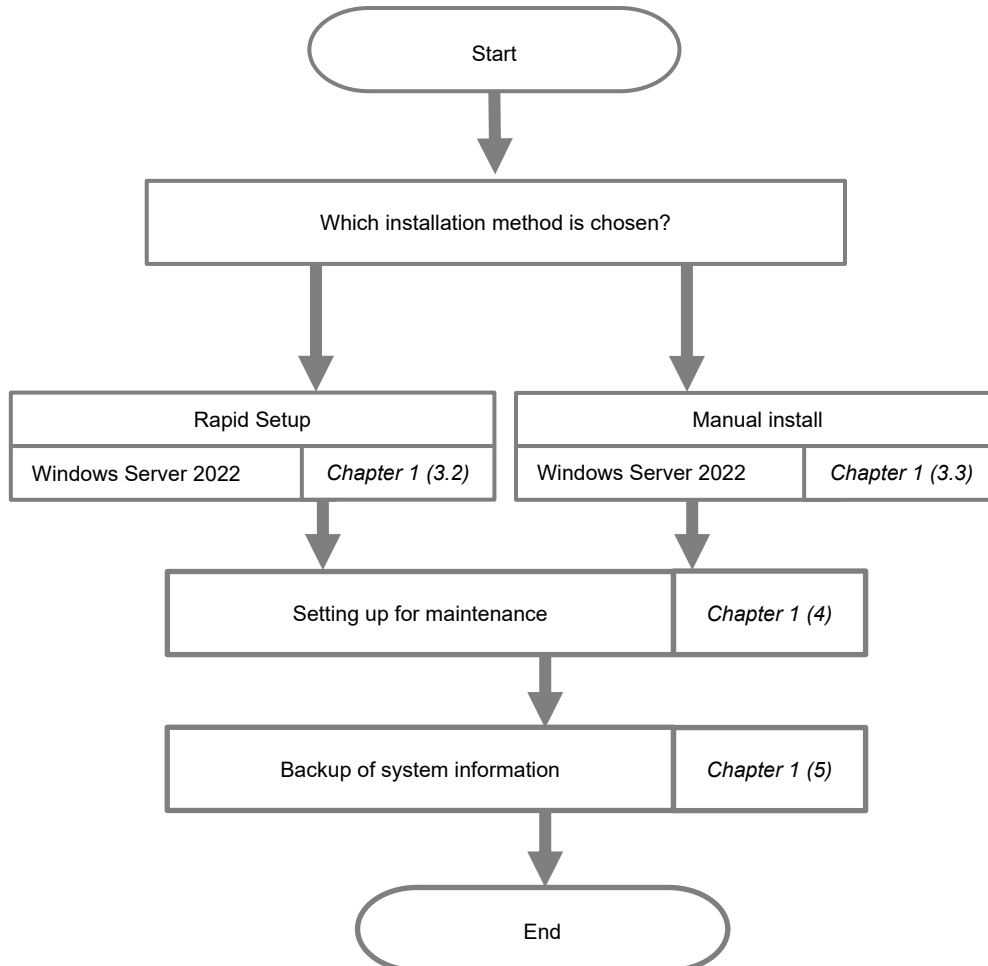 Start
Which installation method is chosen?
Rapid Setup
Windows Server 2022
Chapter 1 (3.2)
Manual install
Windows Server 2022
Chapter 1 (3.3)
Setting up for maintenance
Chapter 1 (4)
Backup of system information
Chapter 1 (5)
End